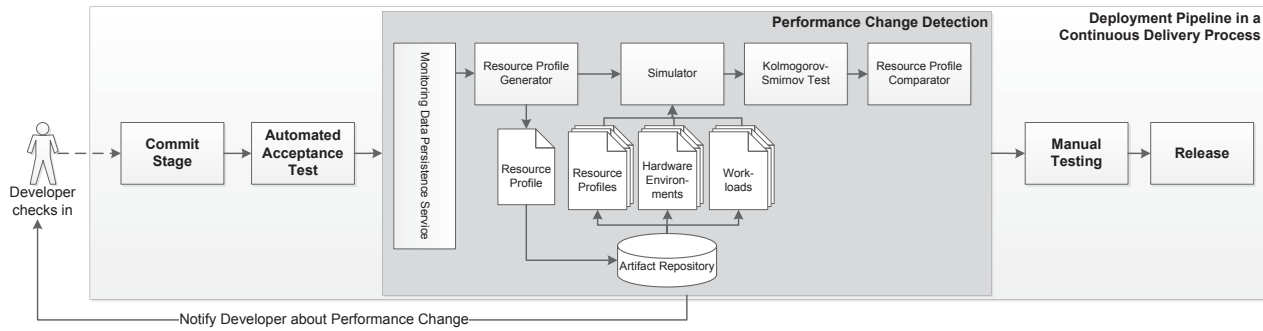 Performance Change Detection
Deployment Pipeline in a
Continuous Delivery Process
Developer
checks in
Commit
Stage
Automated
Acceptance
Test
Monitoring Data Persistence Service
Resource Profile
Generator
Simulator
Kolmogorov-
Smirnov Test
Resource Profile
Comparator
Resource
Profile
Resource
Profiles
Hardware
Environ-
ments
Work-
loads
Artifact Repository
Manual
Testing
Release
Notify Developer about Performance Change